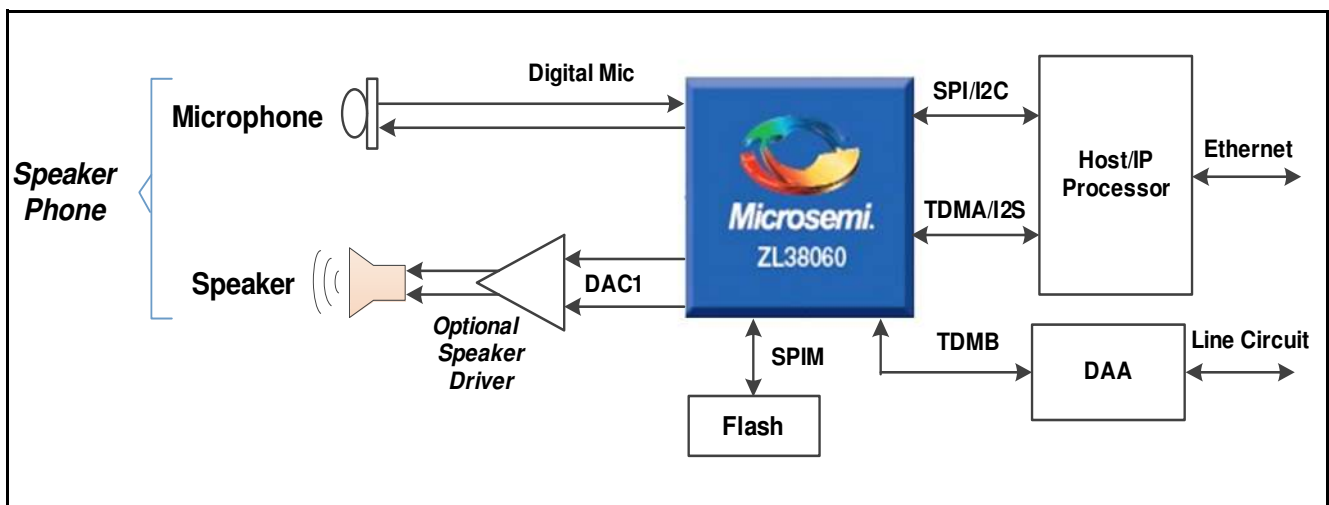 Speaker
Phone
Microphone
Digital Mic
Speaker
Optional
Speaker
Driver
DAC1
Microsemi.
ZL38060
SPIM
Flash
SPI/I2C
TDMA/I2S
Host/IP
Processor
Ethernet
TDMB
DAA
Line Circuit